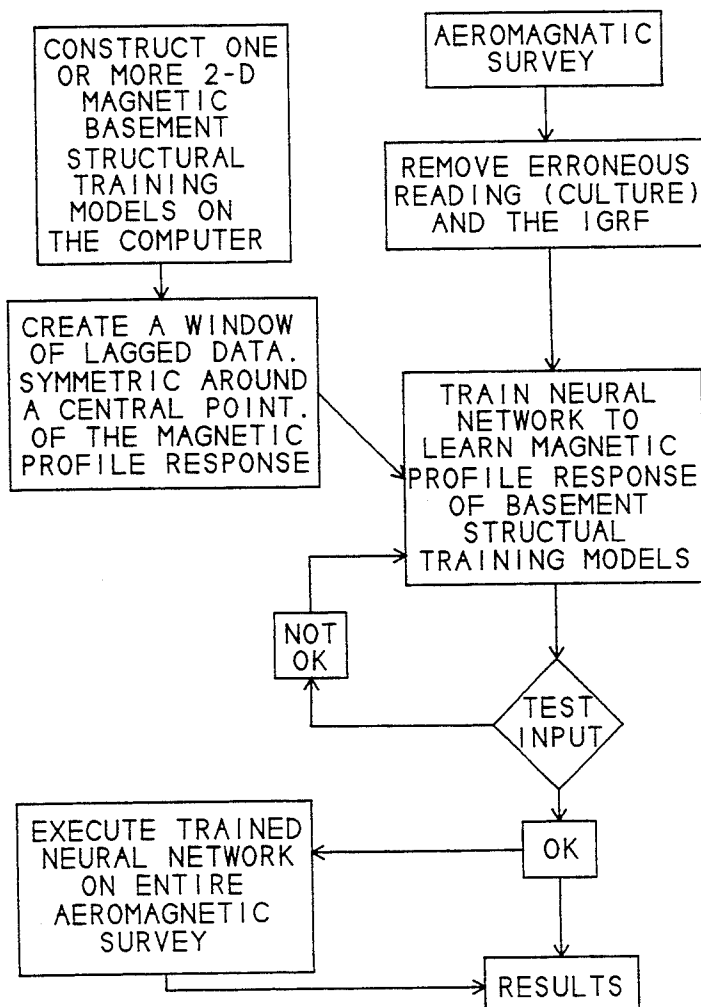 CONSTRUCT ONE
OR MORE 2-D
MAGNETIC
BASEMENT
STRUCTURAL
TRAINING
MODELS ON
THE COMPUTER
AEROMAGNATIC
SURVEY
REMOVE ERRONEOUS
READING (CULTURE)
AND THE IGRF
CREATE A WINDOW
OF LAGGED DATA.
SYMMETRIC AROUND
A CENTRAL POINT.
OF THE MAGNETIC
PROFILE RESPONSE
TRAIN NEURAL
NETWORK TO
LEARN MAGNETIC
PROFILE RESPONSE
OF BASEMENT
STRUCTUAL
TRAINING MODELS
NOT
OK
TEST
INPUT
OK
EXECUTE TRAINED
NEURAL NETWORK
ON ENTIRE
AEROMAGNETIC
SURVEY
RESULTS